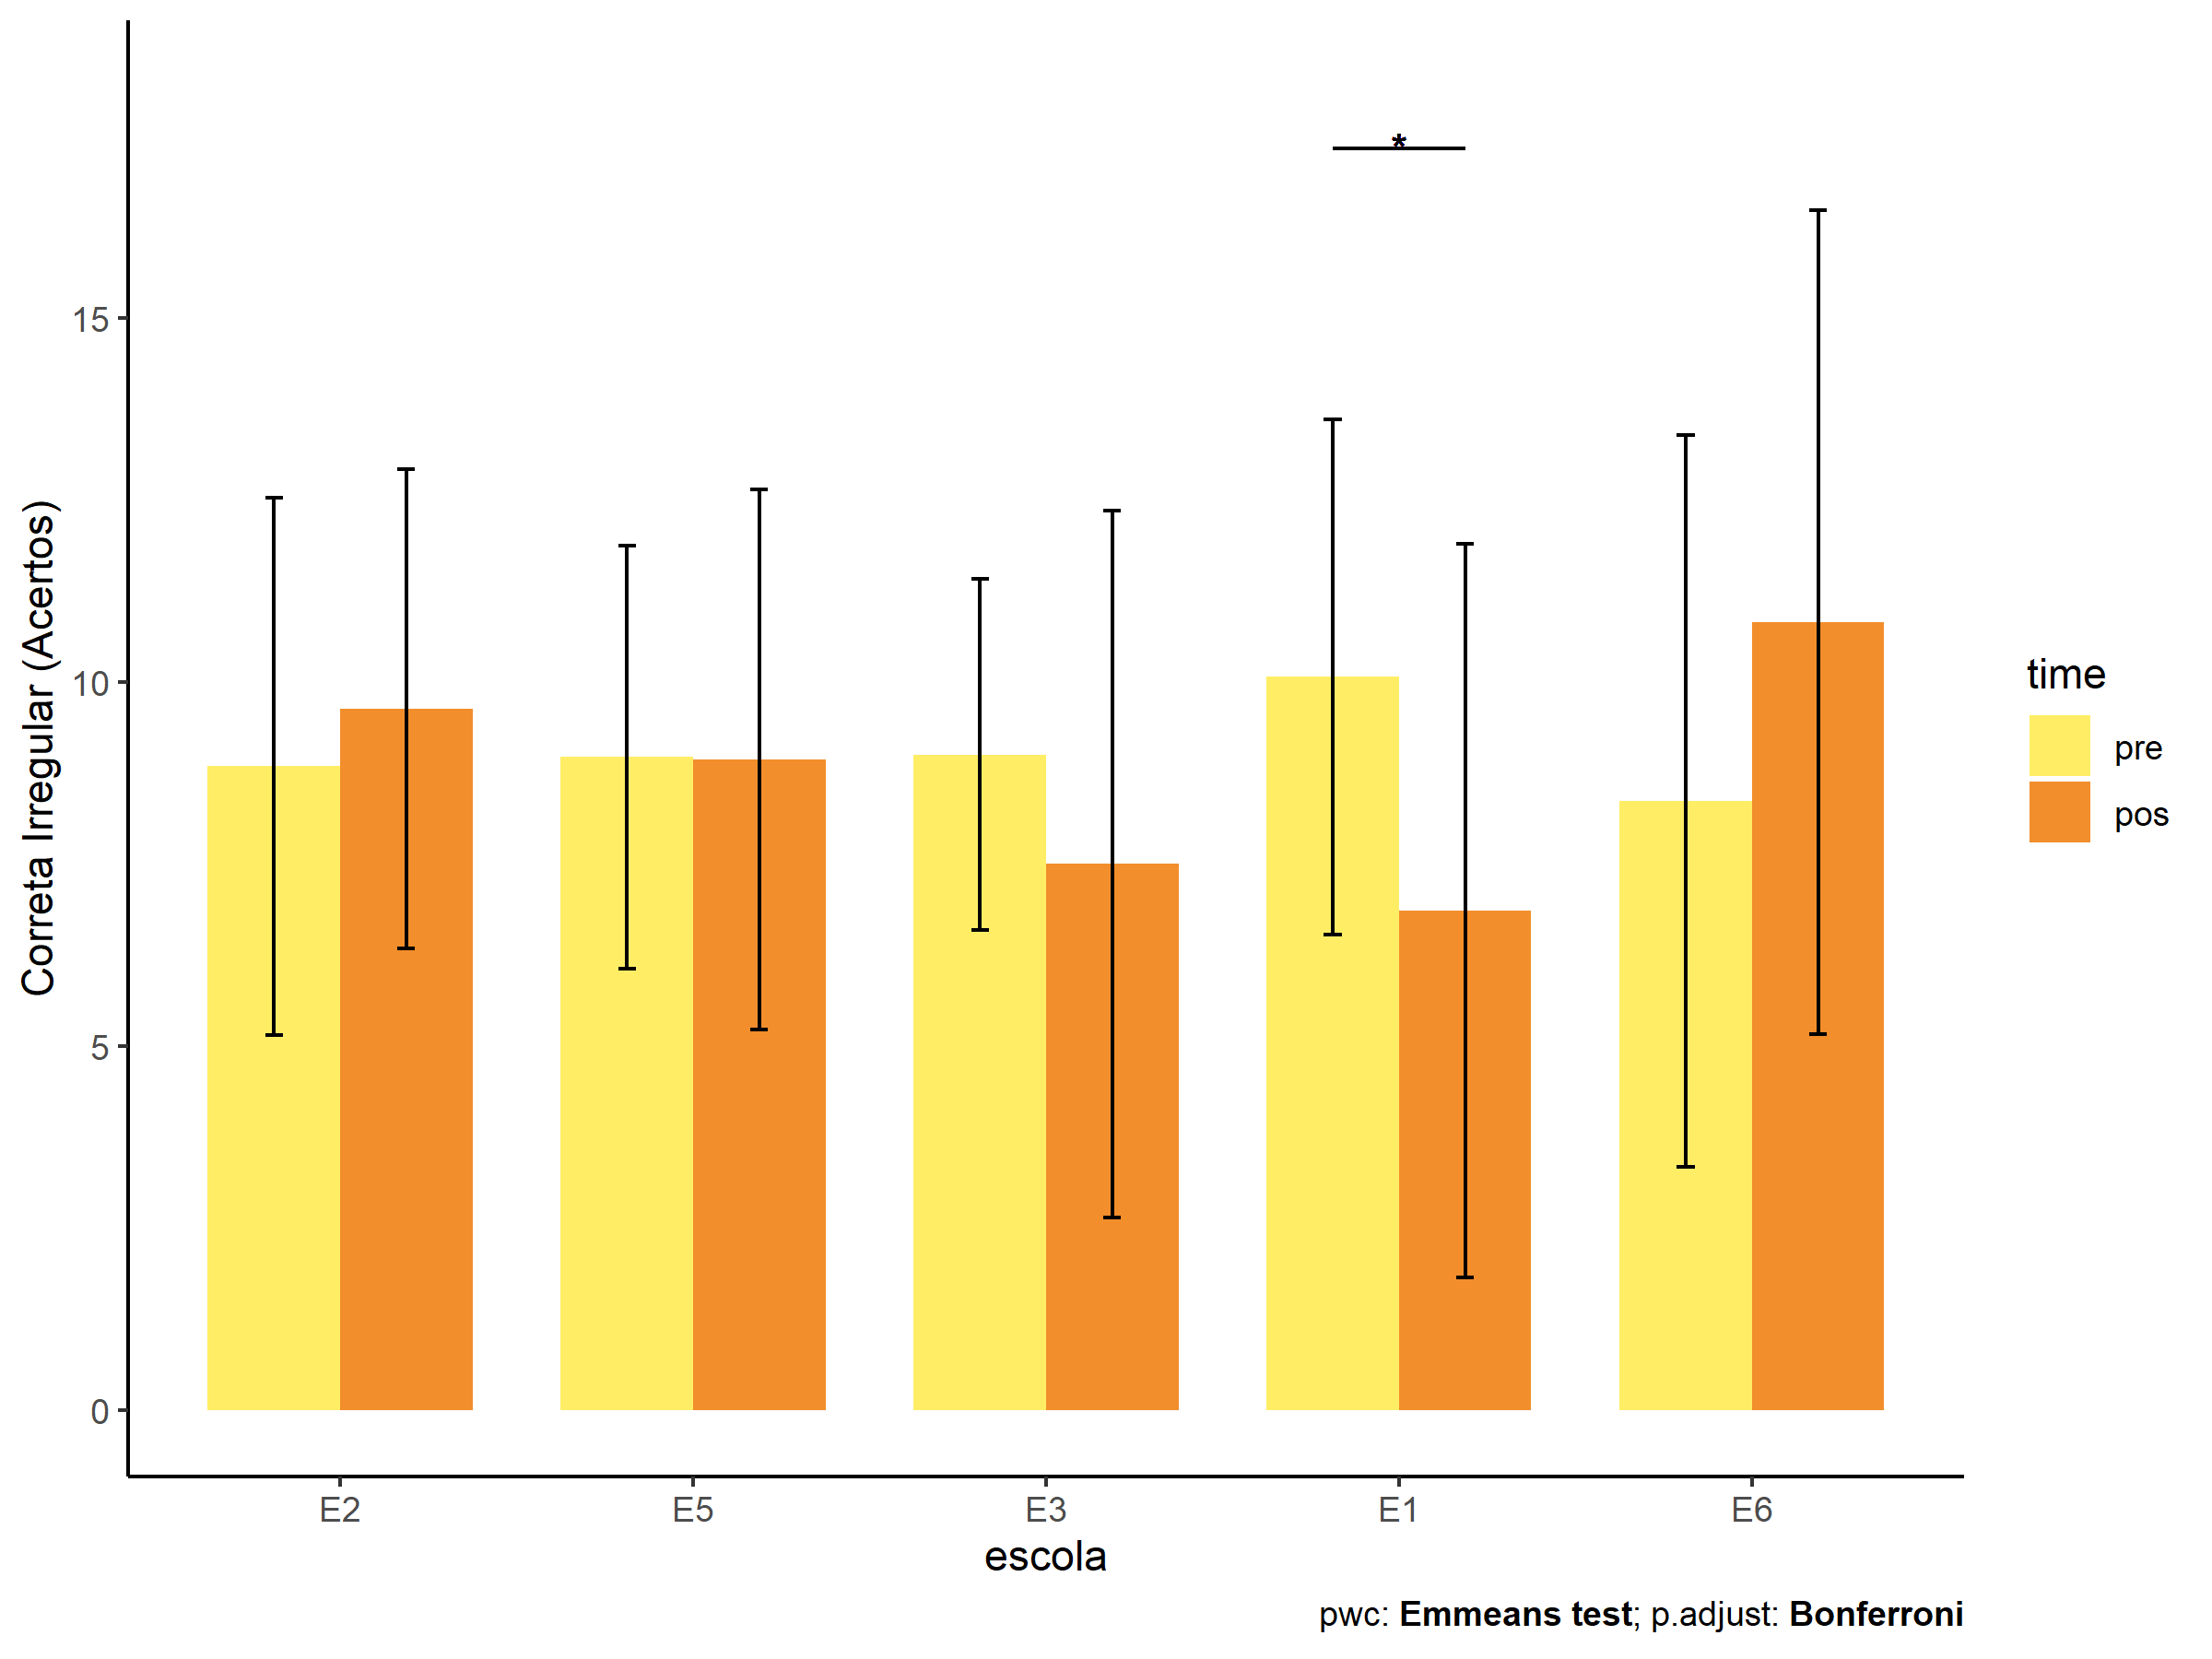 *
15
10
5
0
Correta Irregular (Acertos)
E2 E5 E3 E1 E6
escola
time
pre
pos
pwc: Emmeans test; p.adjust: Bonferroni